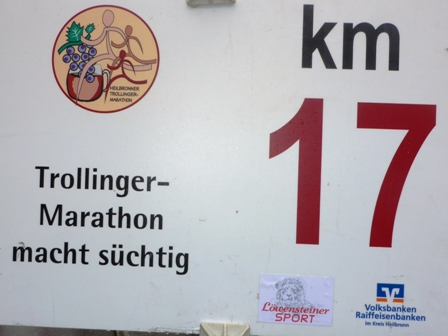 HEILBRONNER
TROLLINGER-
MARATHON
km
17
Trollinger-
Marathon
macht süchtig
Löwensteiner
SPORT
Volksbanken
Raiffeisenbanken
im Kreis Heilbronn